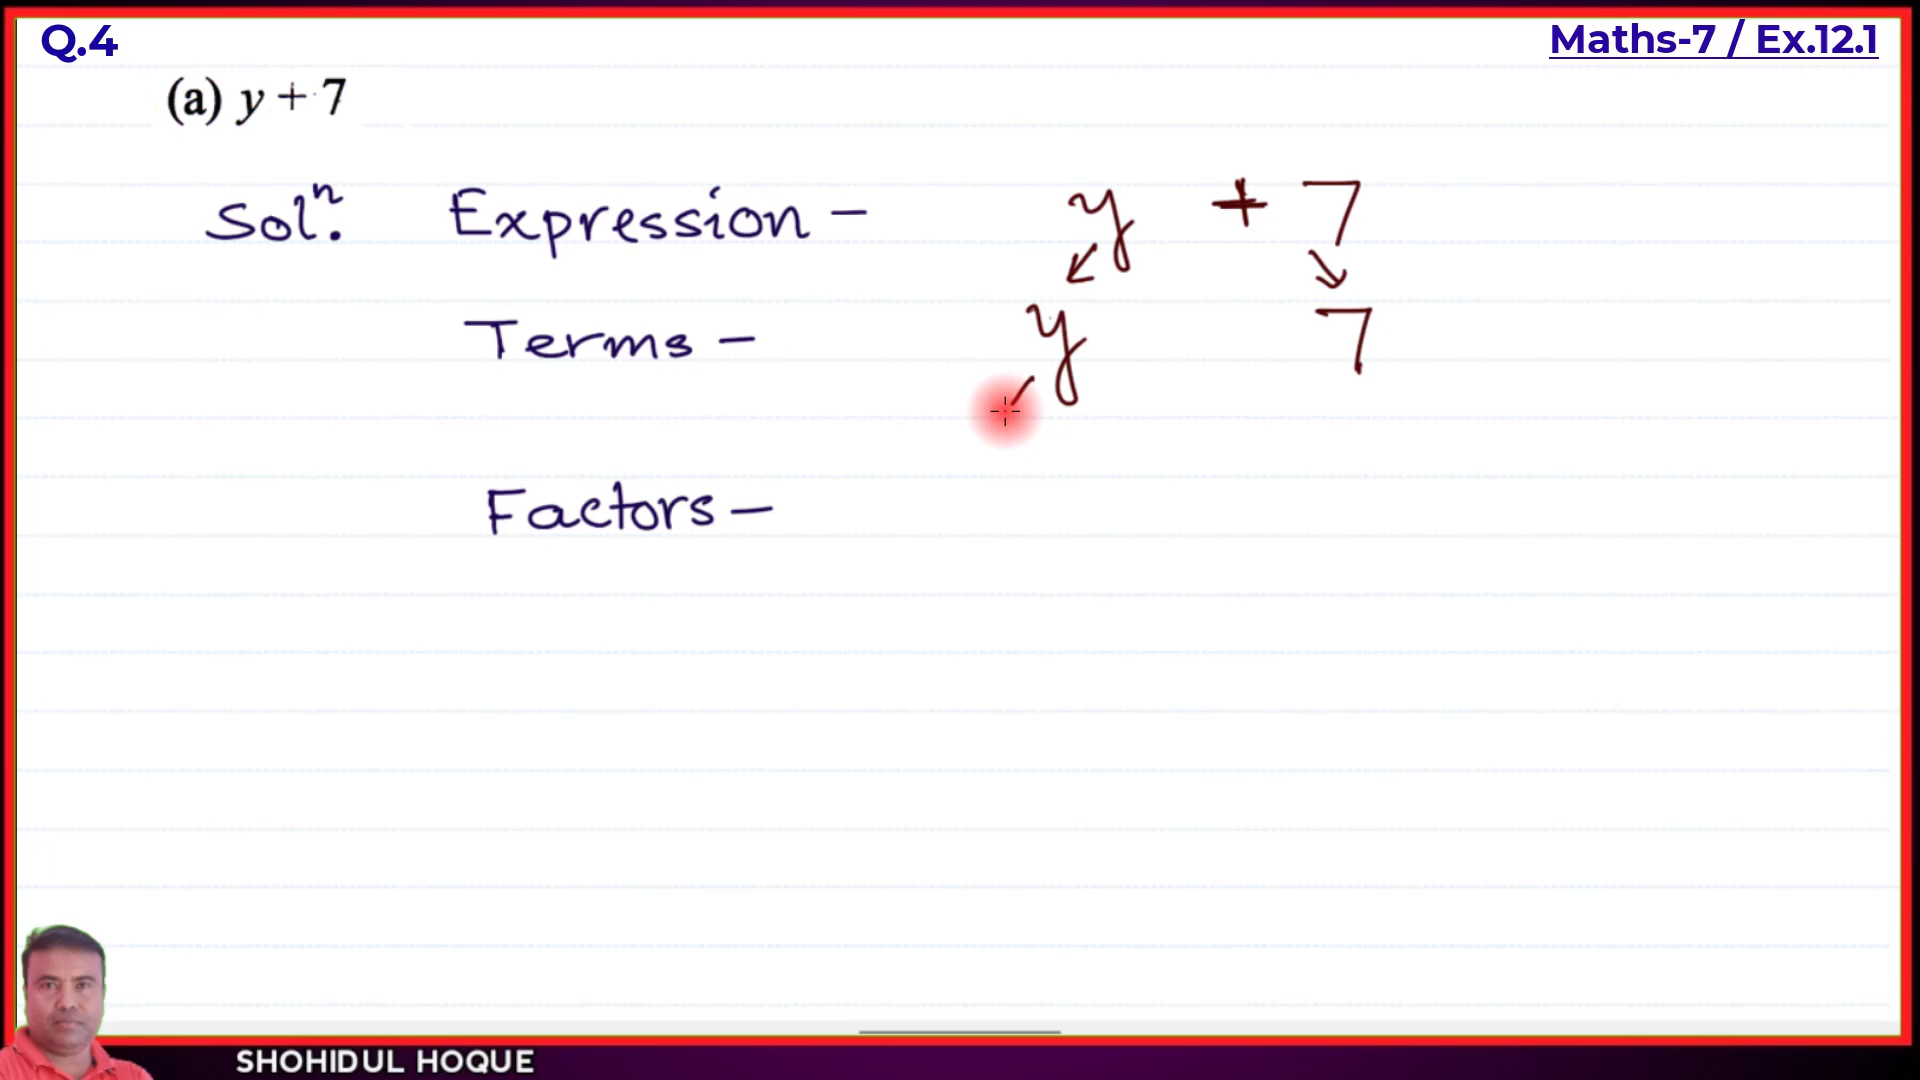 Q.4
Maths-7 / Ex.12.1
(a) y + 7
Solⁿ: Expression – y + 7
Terms – y 7
Factors –
SHOHIDUL HOQUE